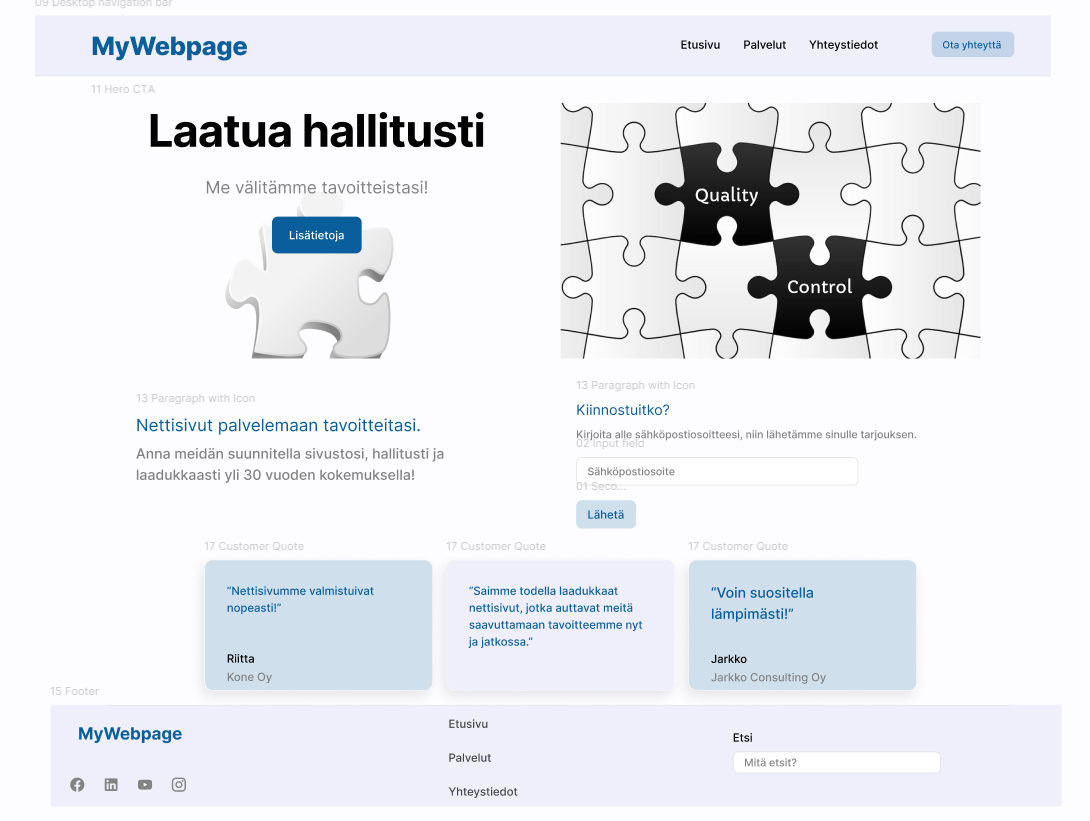 09 Desktop navigation bar
MyWebpage
Etusivu
Palvelut
Yhteystiedot
Ota yhteyttä
11 Hero CTA
Laatua hallitusti
Me välitämme tavoitteistasi!
Lisätietoja
Quality
Control
13 Paragraph with Icon
Nettisivut palvelemaan tavoitteitasi.
Anna meidän suunnitella sivustosi, hallitusti ja
laadukkaasti yli 30 vuoden kokemuksella!
13 Paragraph with Icon
Kiinnostuitko?
Kirjoita alle sähköpostiosoitteesi, niin lähetämme sinulle tarjouksen.
02 Input field
Sähköpostiosoite
01 Seco...
Lähetä
17 Customer Quote
“Nettisivumme valmistuivat
nopeasti!”
Riitta
Kone Oy
17 Customer Quote
“Saimme todella laadukkaat
nettisivut, jotka auttavat meitä
saavuttamaan tavoitteemme nyt
ja jatkossa.”
17 Customer Quote
“Voin suositella
lämpimästi!”
Jarkko
Jarkko Consulting Oy
15 Footer
MyWebpage
Etusivu
Palvelut
Yhteystiedot
Etsi
Mitä etsit?